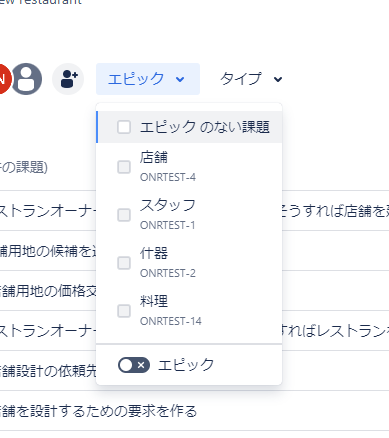 ew restaurant
N
エピック
タイプ
エピック のない課題
の課題)
店舗
ONRTEST-4
ストランオーナー
そうすれば店舗を
スタッフ
ONRTEST-1
舗用地の候補を
什器
ONRTEST-2
店舗用地の価格交
料理
ONRTEST-14
ストランオーナー
すればレストラン
エピック
店舗設計の依頼先
店舗を設計するための要求を作る